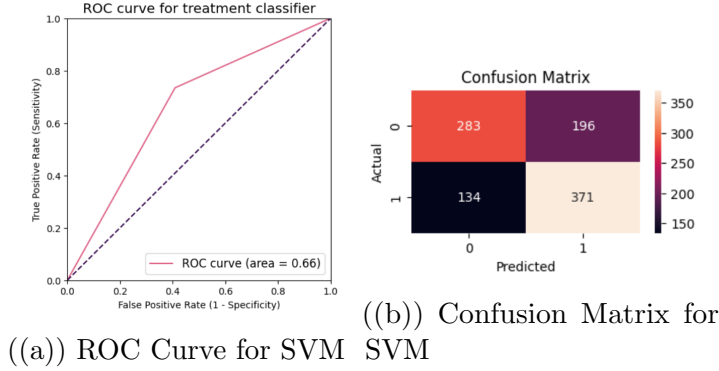 ROC curve for treatment classifier
1.0
0.8
0.6
0.4
0.2
0.0
True Positive Rate (Sensitivity)
ROC curve (area = 0.66)
0.0 0.2 0.4 0.6 0.8 1.0
False Positive Rate (1 - Specificity)
((a)) ROC Curve for SVM
Confusion Matrix
Actual
0
283 196
1
134 371
0 1
Predicted
350
300
250
200
150
((b)) Confusion Matrix for
SVM